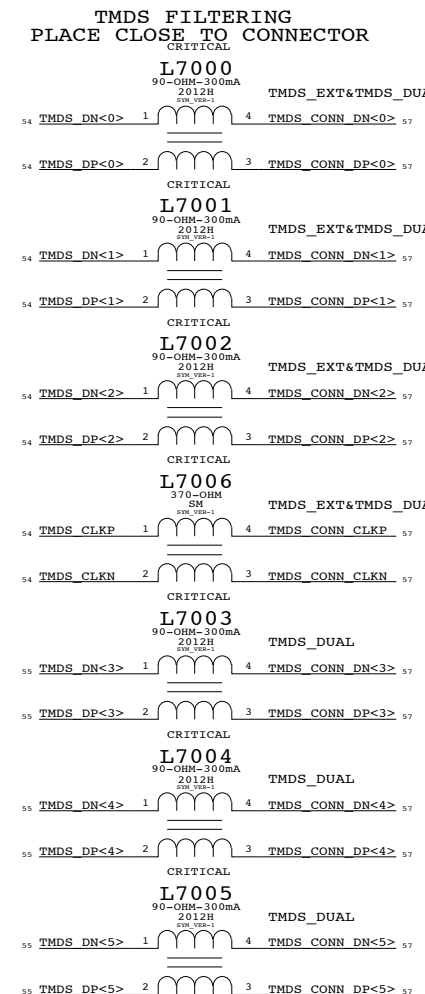 TMDS FILTERING
PLACE CLOSE TO CONNECTOR
CRITICAL
L7000
90-OHM-300mA
2012H
SYM_VER-1
TMDS_EXT&TMDS_DUA
54 TMDS_DN<0> 1 4 TMDS_CONN_DN<0> 57
54 TMDS_DP<0> 2 3 TMDS_CONN_DP<0> 57
CRITICAL
L7001
90-OHM-300mA
2012H
SYM_VER-1
TMDS_EXT&TMDS_DUA
54 TMDS_DN<1> 1 4 TMDS_CONN_DN<1> 57
54 TMDS_DP<1> 2 3 TMDS_CONN_DP<1> 57
CRITICAL
L7002
90-OHM-300mA
2012H
SYM_VER-1
TMDS_EXT&TMDS_DUA
54 TMDS_DN<2> 1 4 TMDS_CONN_DN<2> 57
54 TMDS_DP<2> 2 3 TMDS_CONN_DP<2> 57
CRITICAL
L7006
370-OHM
SM
SYM_VER-1
TMDS_EXT&TMDS_DUA
54 TMDS_CLKP 1 4 TMDS_CONN_CLKP 57
54 TMDS_CLKN 2 3 TMDS_CONN_CLKN 57
CRITICAL
L7003
90-OHM-300mA
2012H
SYM_VER-1
TMDS_DUAL
55 TMDS_DN<3> 1 4 TMDS_CONN_DN<3> 57
55 TMDS_DP<3> 2 3 TMDS_CONN_DP<3> 57
CRITICAL
L7004
90-OHM-300mA
2012H
SYM_VER-1
TMDS_DUAL
55 TMDS_DN<4> 1 4 TMDS_CONN_DN<4> 57
55 TMDS_DP<4> 2 3 TMDS_CONN_DP<4> 57
CRITICAL
L7005
90-OHM-300mA
2012H
SYM_VER-1
TMDS_DUAL
55 TMDS_DN<5> 1 4 TMDS_CONN_DN<5> 57
55 TMDS_DP<5> 2 3 TMDS_CONN_DP<5> 57